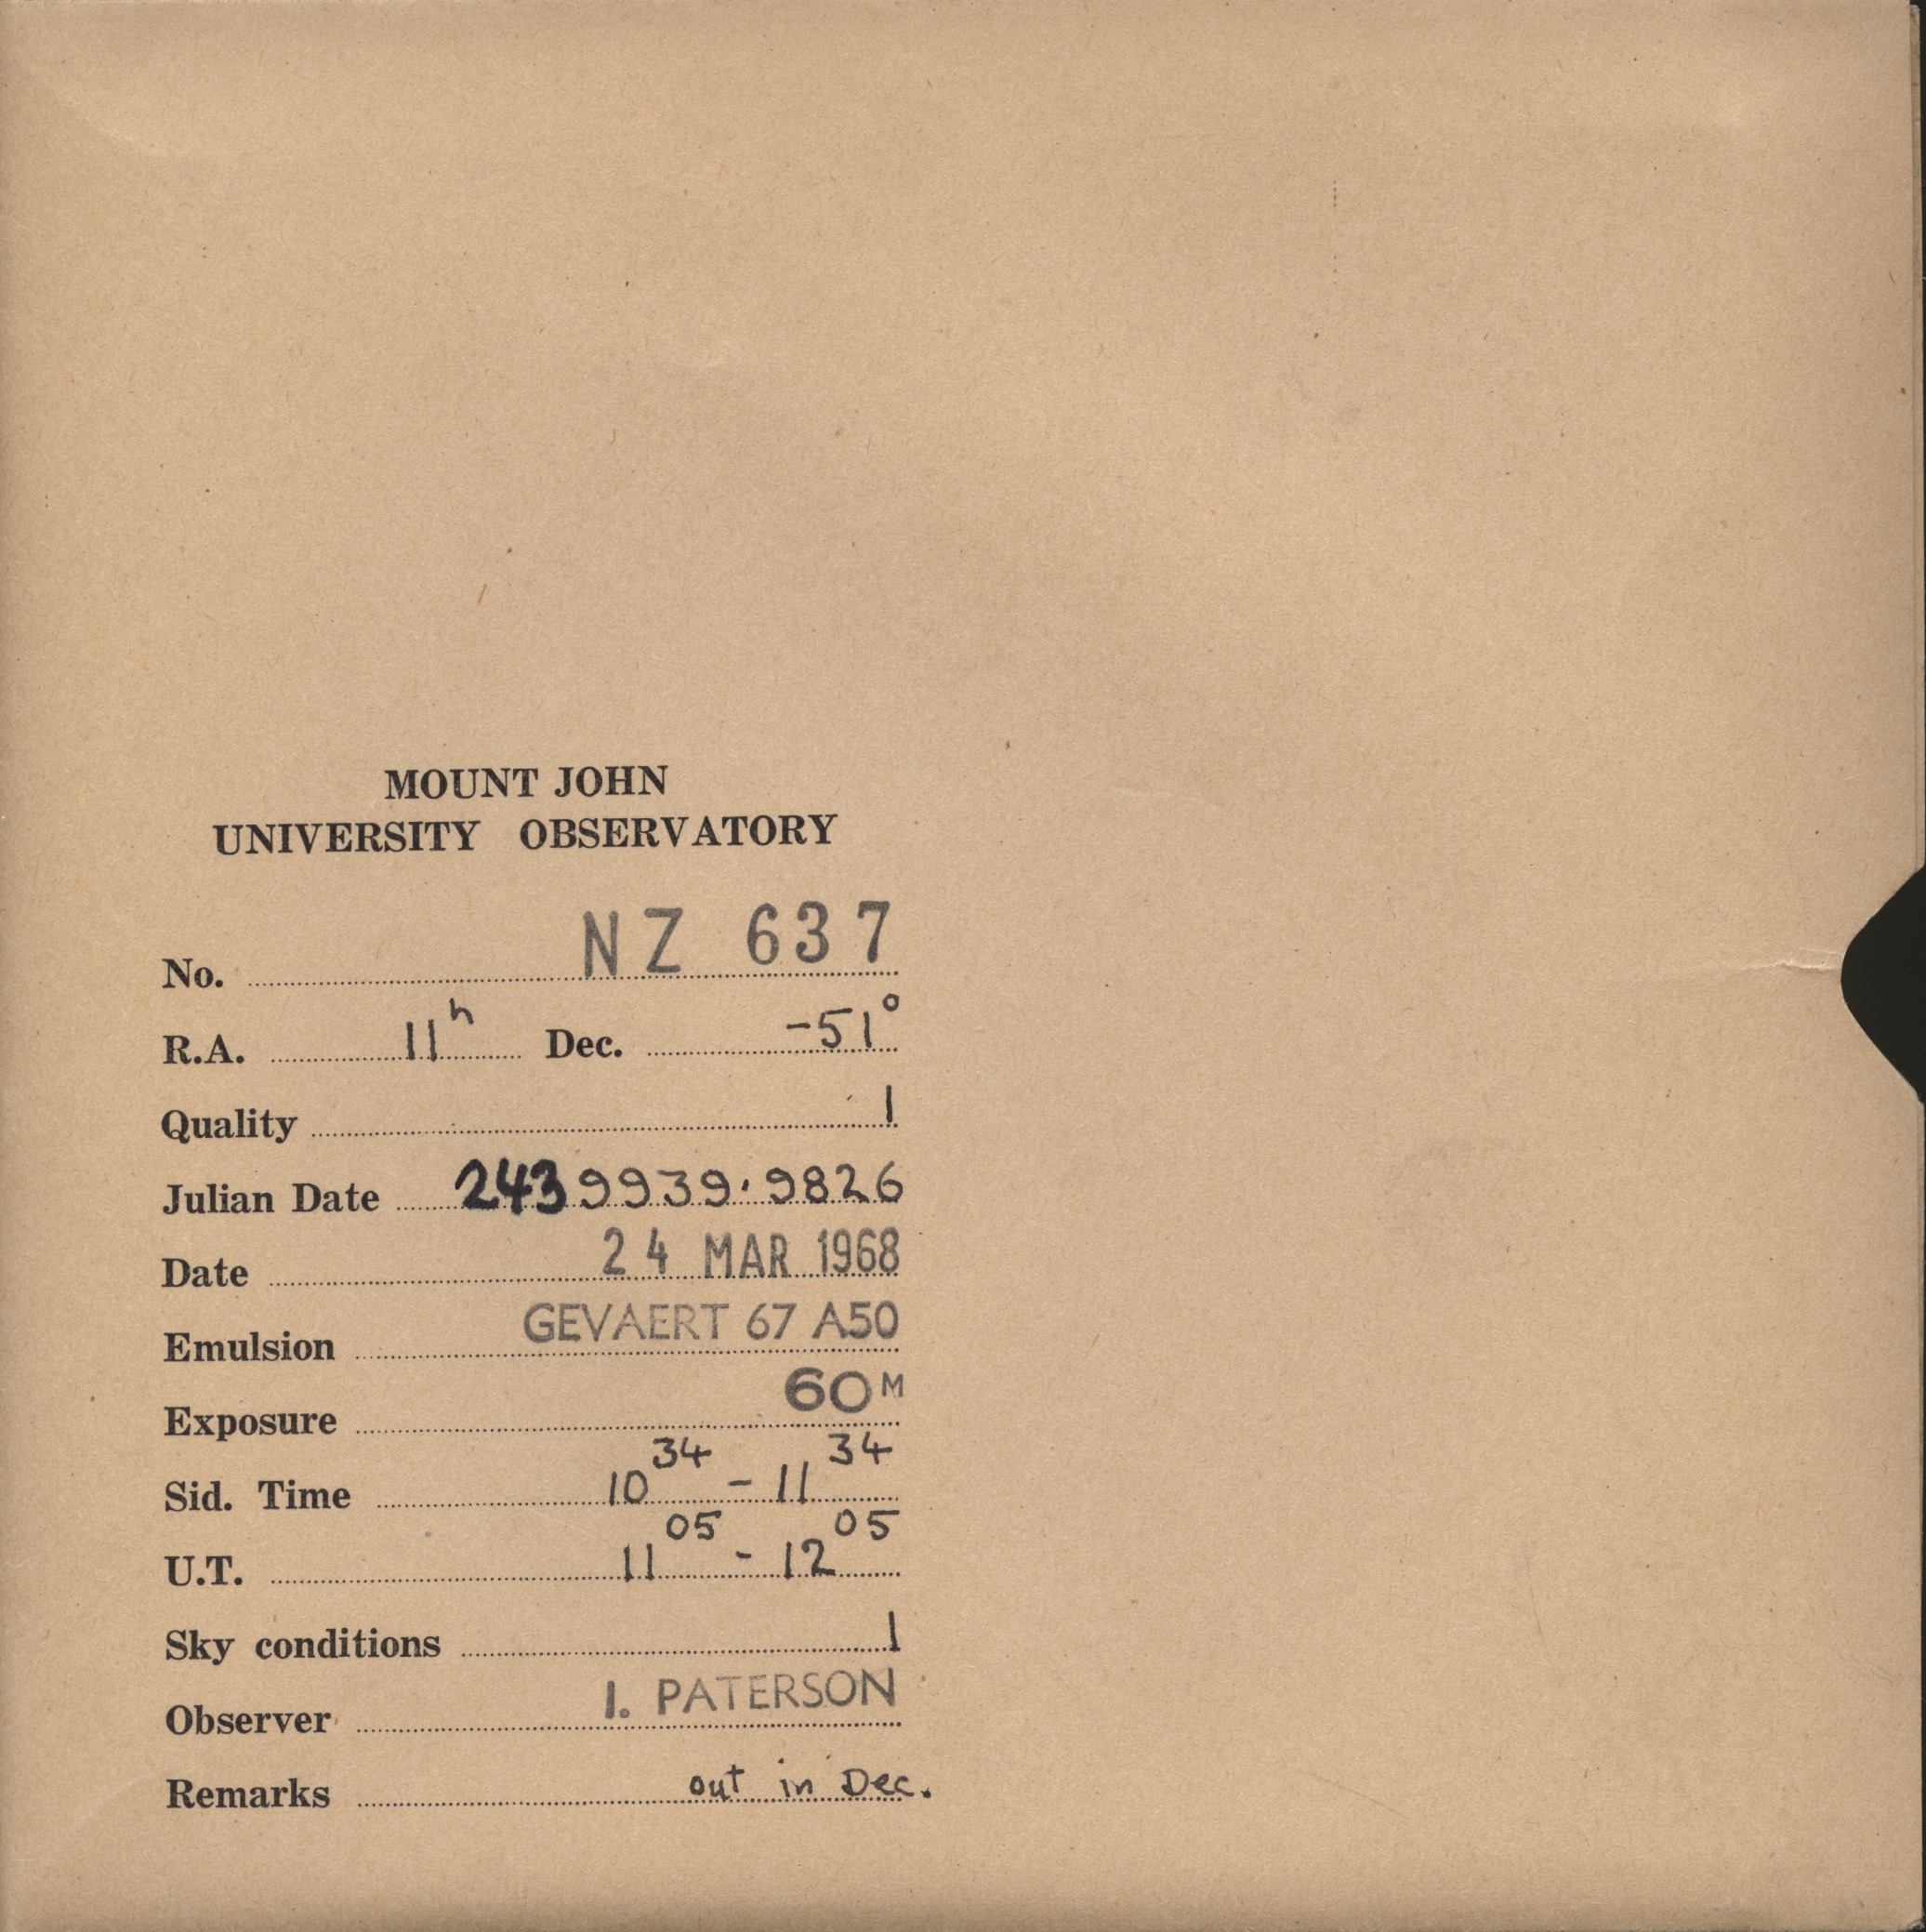 MOUNT JOHN
UNIVERSITY OBSERVATORY
No. NZ 637
R.A. 11h Dec. -51°
Quality 1
Julian Date 2439939.9826
Date 24 MAR 1968
Emulsion GEVAERT 67 A50
Exposure 60M
Sid. Time 10 34 - 11 34
U.T. 11 05 - 12 05
Sky conditions 1
Observer I. PATERSON
Remarks out in Dec.